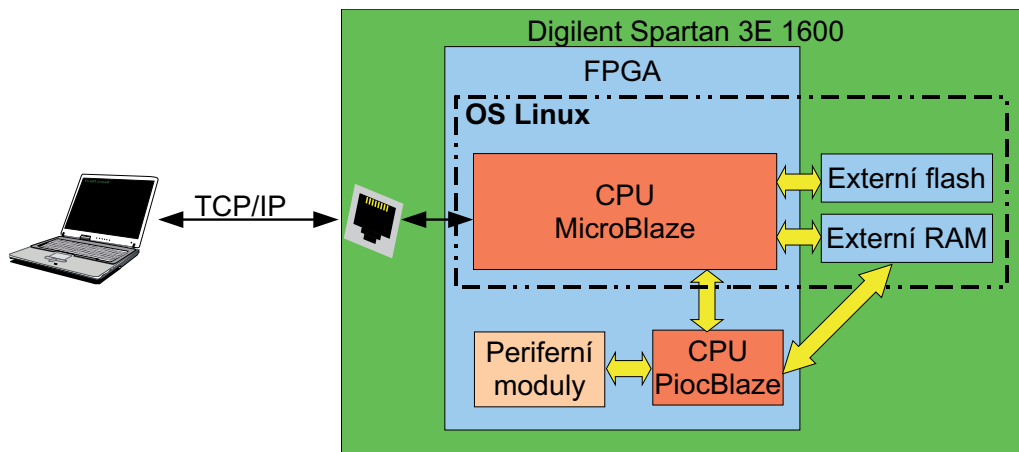 Digilent Spartan 3E 1600
FPGA
OS Linux
CPU
MicroBlaze
Externí flash
Externí RAM
TCP/IP
Periferní
moduly
CPU
PiocBlaze